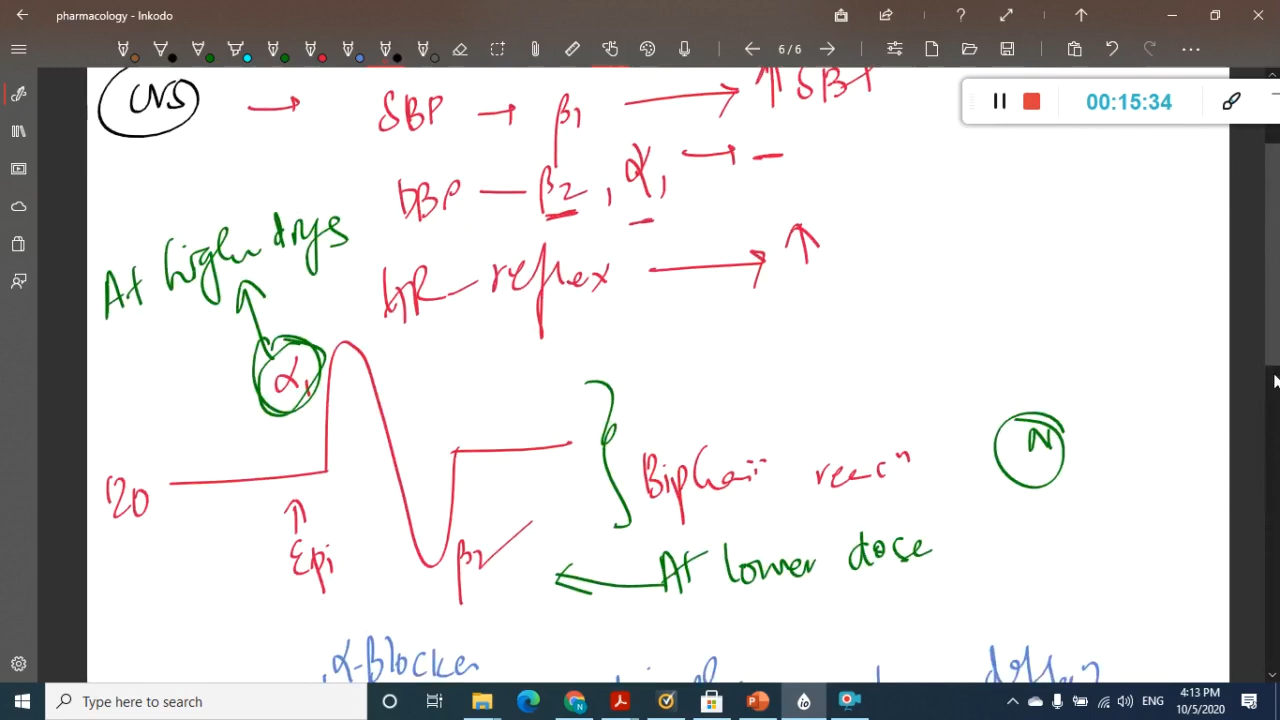 pharmacology - Inkodo
6/6
00:15:34
CVS → SBP → β1 → ↑ SBP
DBP — β2, α1 → –
HR – reflex → ↑
At higher
α1
120
Epi
β2
Biphasic reacⁿ
N
At lower dose
α-Blocker
Type here to search
ENG
4:13 PM
10/5/2020